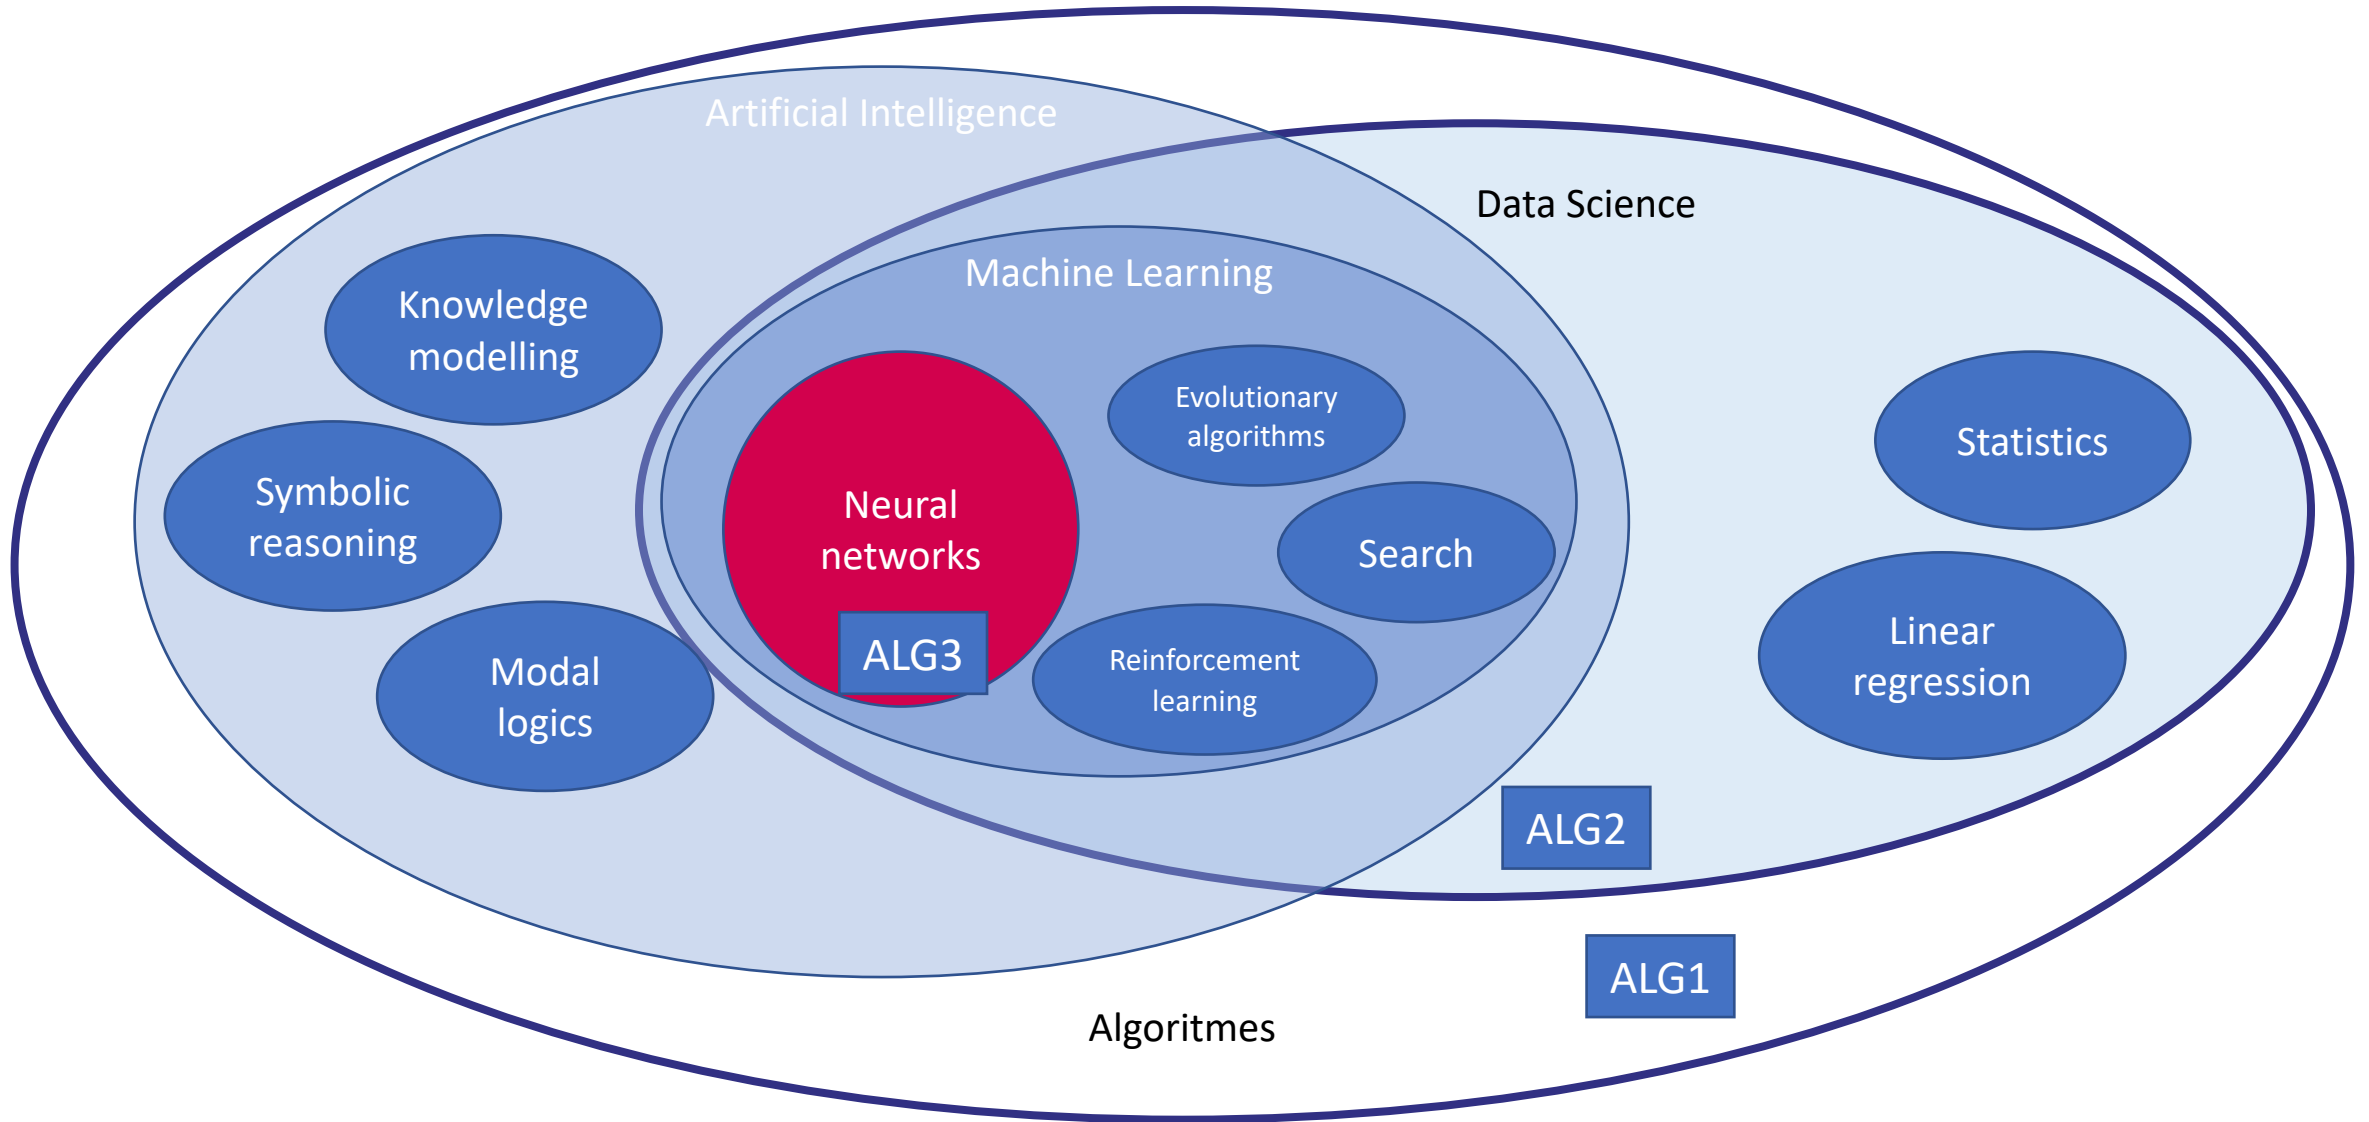 Artificial Intelligence
Data Science
Machine Learning
Knowledge
modelling
Evolutionary
algorithms
Statistics
Symbolic
reasoning
Neural
networks
Search
Linear
regression
ALG3
Reinforcement
learning
Modal
logics
ALG2
ALG1
Algoritmes